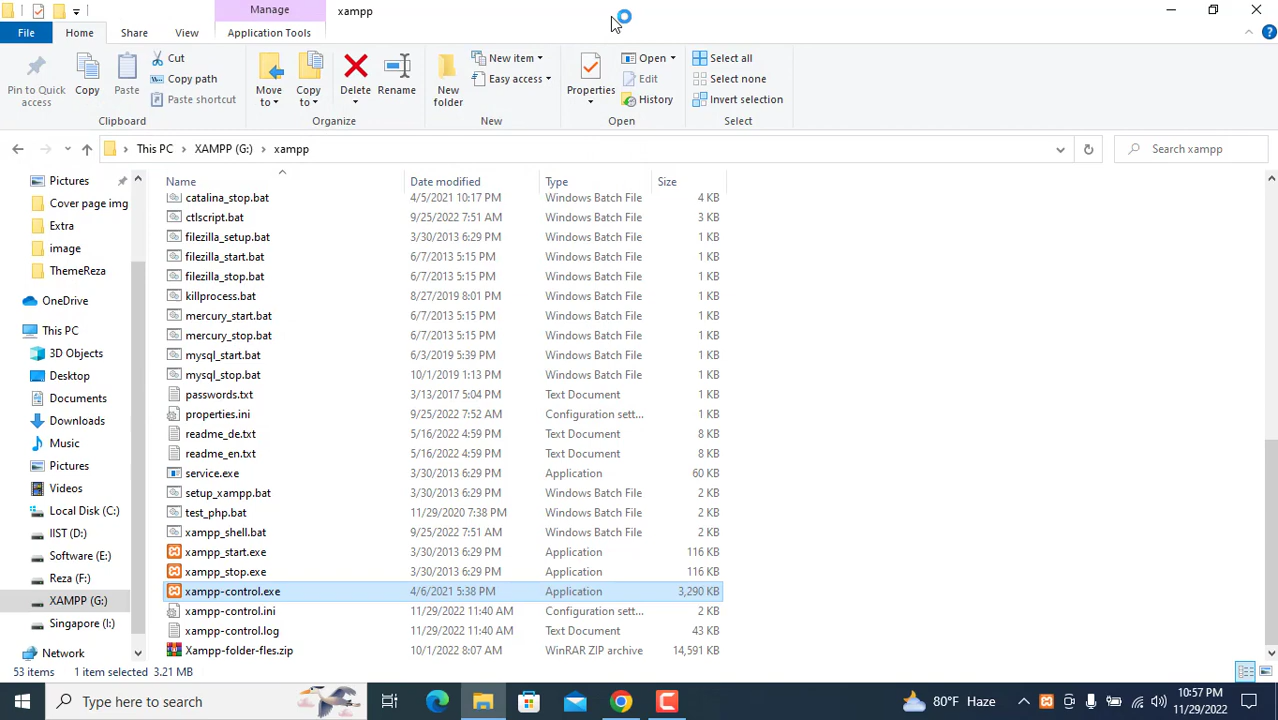 Manage
xampp
File
Home
Share
View
Application Tools
Pin to Quick access
Copy
Paste
Cut
Copy path
Paste shortcut
Clipboard
Move to
Copy to
Delete
Rename
Organize
New folder
New item
Easy access
New
Properties
Open
Edit
History
Open
Select all
Select none
Invert selection
Select
This PC > XAMPP (G:) > xampp
Search xampp
Pictures
Cover page img
Extra
image
ThemeReza
OneDrive
This PC
3D Objects
Desktop
Documents
Downloads
Music
Pictures
Videos
Local Disk (C:)
IIST (D:)
Software (E:)
Reza (F:)
XAMPP (G:)
Singapore (I:)
Network
Name Date modified Type Size
catalina_stop.bat 4/5/2021 10:17 PM Windows Batch File 4 KB
ctlscript.bat 9/25/2022 7:51 AM Windows Batch File 3 KB
filezilla_setup.bat 3/30/2013 6:29 PM Windows Batch File 1 KB
filezilla_start.bat 6/7/2013 5:15 PM Windows Batch File 1 KB
filezilla_stop.bat 6/7/2013 5:15 PM Windows Batch File 1 KB
killprocess.bat 8/27/2019 8:01 PM Windows Batch File 1 KB
mercury_start.bat 6/7/2013 5:15 PM Windows Batch File 1 KB
mercury_stop.bat 6/7/2013 5:15 PM Windows Batch File 1 KB
mysql_start.bat 6/3/2019 5:39 PM Windows Batch File 1 KB
mysql_stop.bat 10/1/2019 1:13 PM Windows Batch File 1 KB
passwords.txt 3/13/2017 5:04 PM Text Document 1 KB
properties.ini 9/25/2022 7:52 AM Configuration sett... 1 KB
readme_de.txt 5/16/2022 4:59 PM Text Document 8 KB
readme_en.txt 5/16/2022 4:59 PM Text Document 8 KB
service.exe 3/30/2013 6:29 PM Application 60 KB
setup_xampp.bat 3/30/2013 6:29 PM Windows Batch File 2 KB
test_php.bat 11/29/2020 7:38 PM Windows Batch File 2 KB
xampp_shell.bat 9/25/2022 7:51 AM Windows Batch File 2 KB
xampp_start.exe 3/30/2013 6:29 PM Application 116 KB
xampp_stop.exe 3/30/2013 6:29 PM Application 116 KB
xampp-control.exe 4/6/2021 5:38 PM Application 3,290 KB
xampp-control.ini 11/29/2022 11:40 AM Configuration sett... 2 KB
xampp-control.log 11/29/2022 11:40 AM Text Document 43 KB
Xampp-folder-fles.zip 10/1/2022 8:07 AM WinRAR ZIP archive 14,591 KB
53 items 1 item selected 3.21 MB
Type here to search
80°F Haze
10:57 PM
11/29/2022